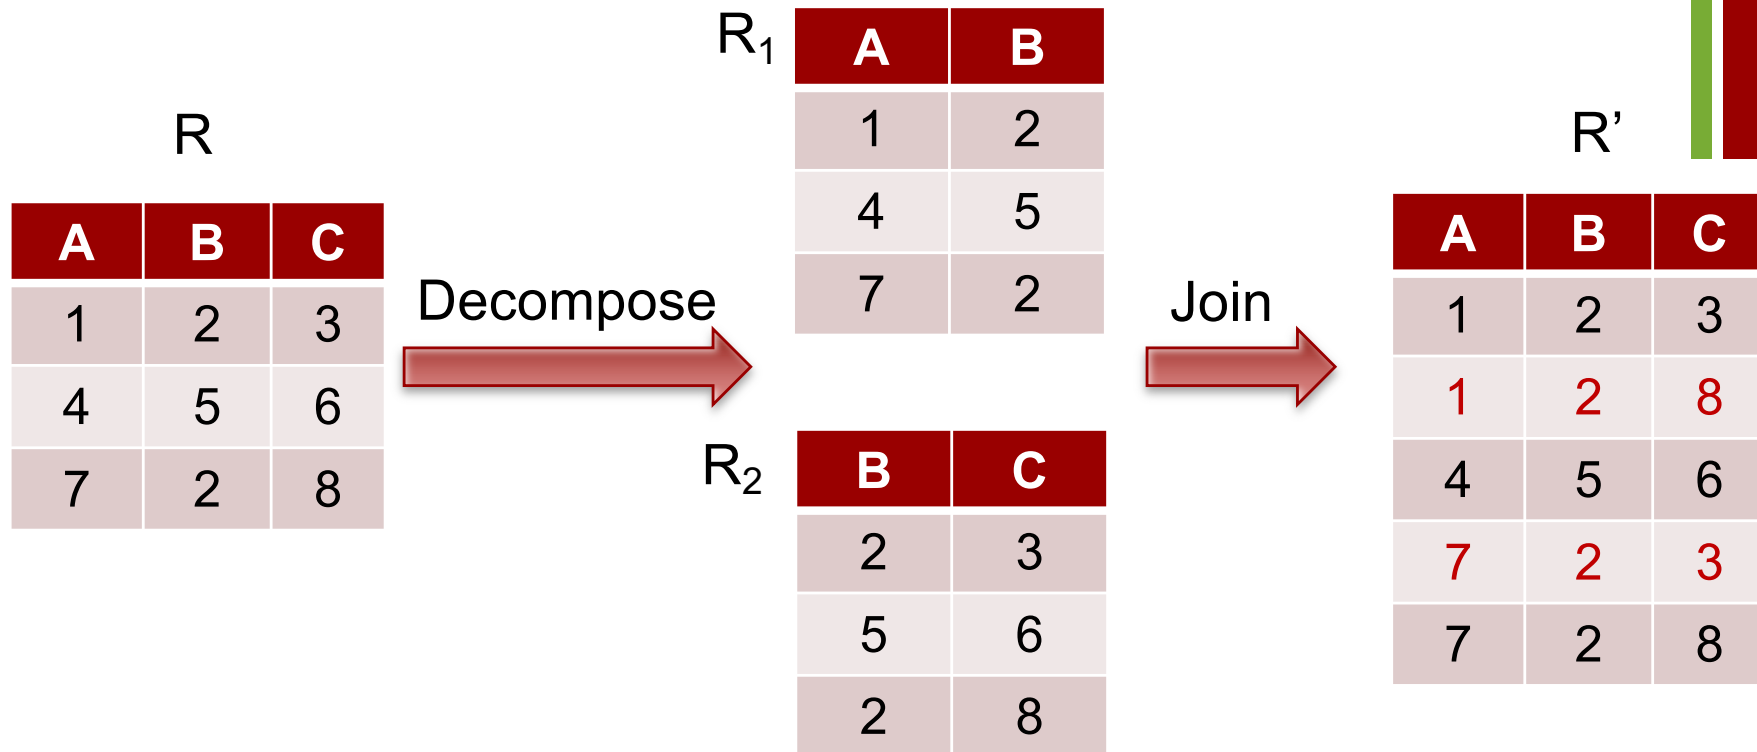 R
A B C
1 2 3
4 5 6
7 2 8
Decompose
R₁
A B
1 2
4 5
7 2
R₂
B C
2 3
5 6
2 8
Join
R’
A B C
1 2 3
1 2 8
4 5 6
7 2 3
7 2 8